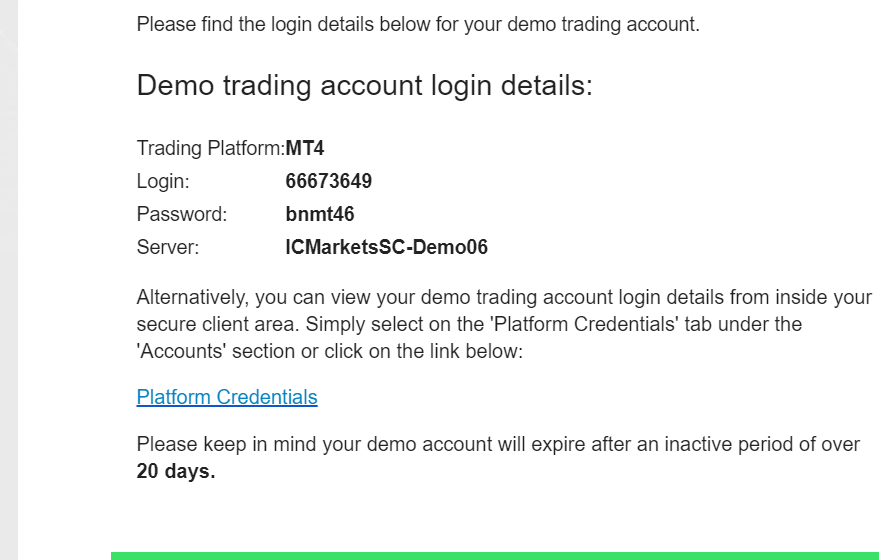 Please find the login details below for your demo trading account.
Demo trading account login details:
Trading Platform:MT4
Login: 66673649
Password: bnmt46
Server: ICMarketsSC-Demo06
Alternatively, you can view your demo trading account login details from inside your
secure client area. Simply select on the 'Platform Credentials' tab under the
'Accounts' section or click on the link below:
Platform Credentials
Please keep in mind your demo account will expire after an inactive period of over
20 days.